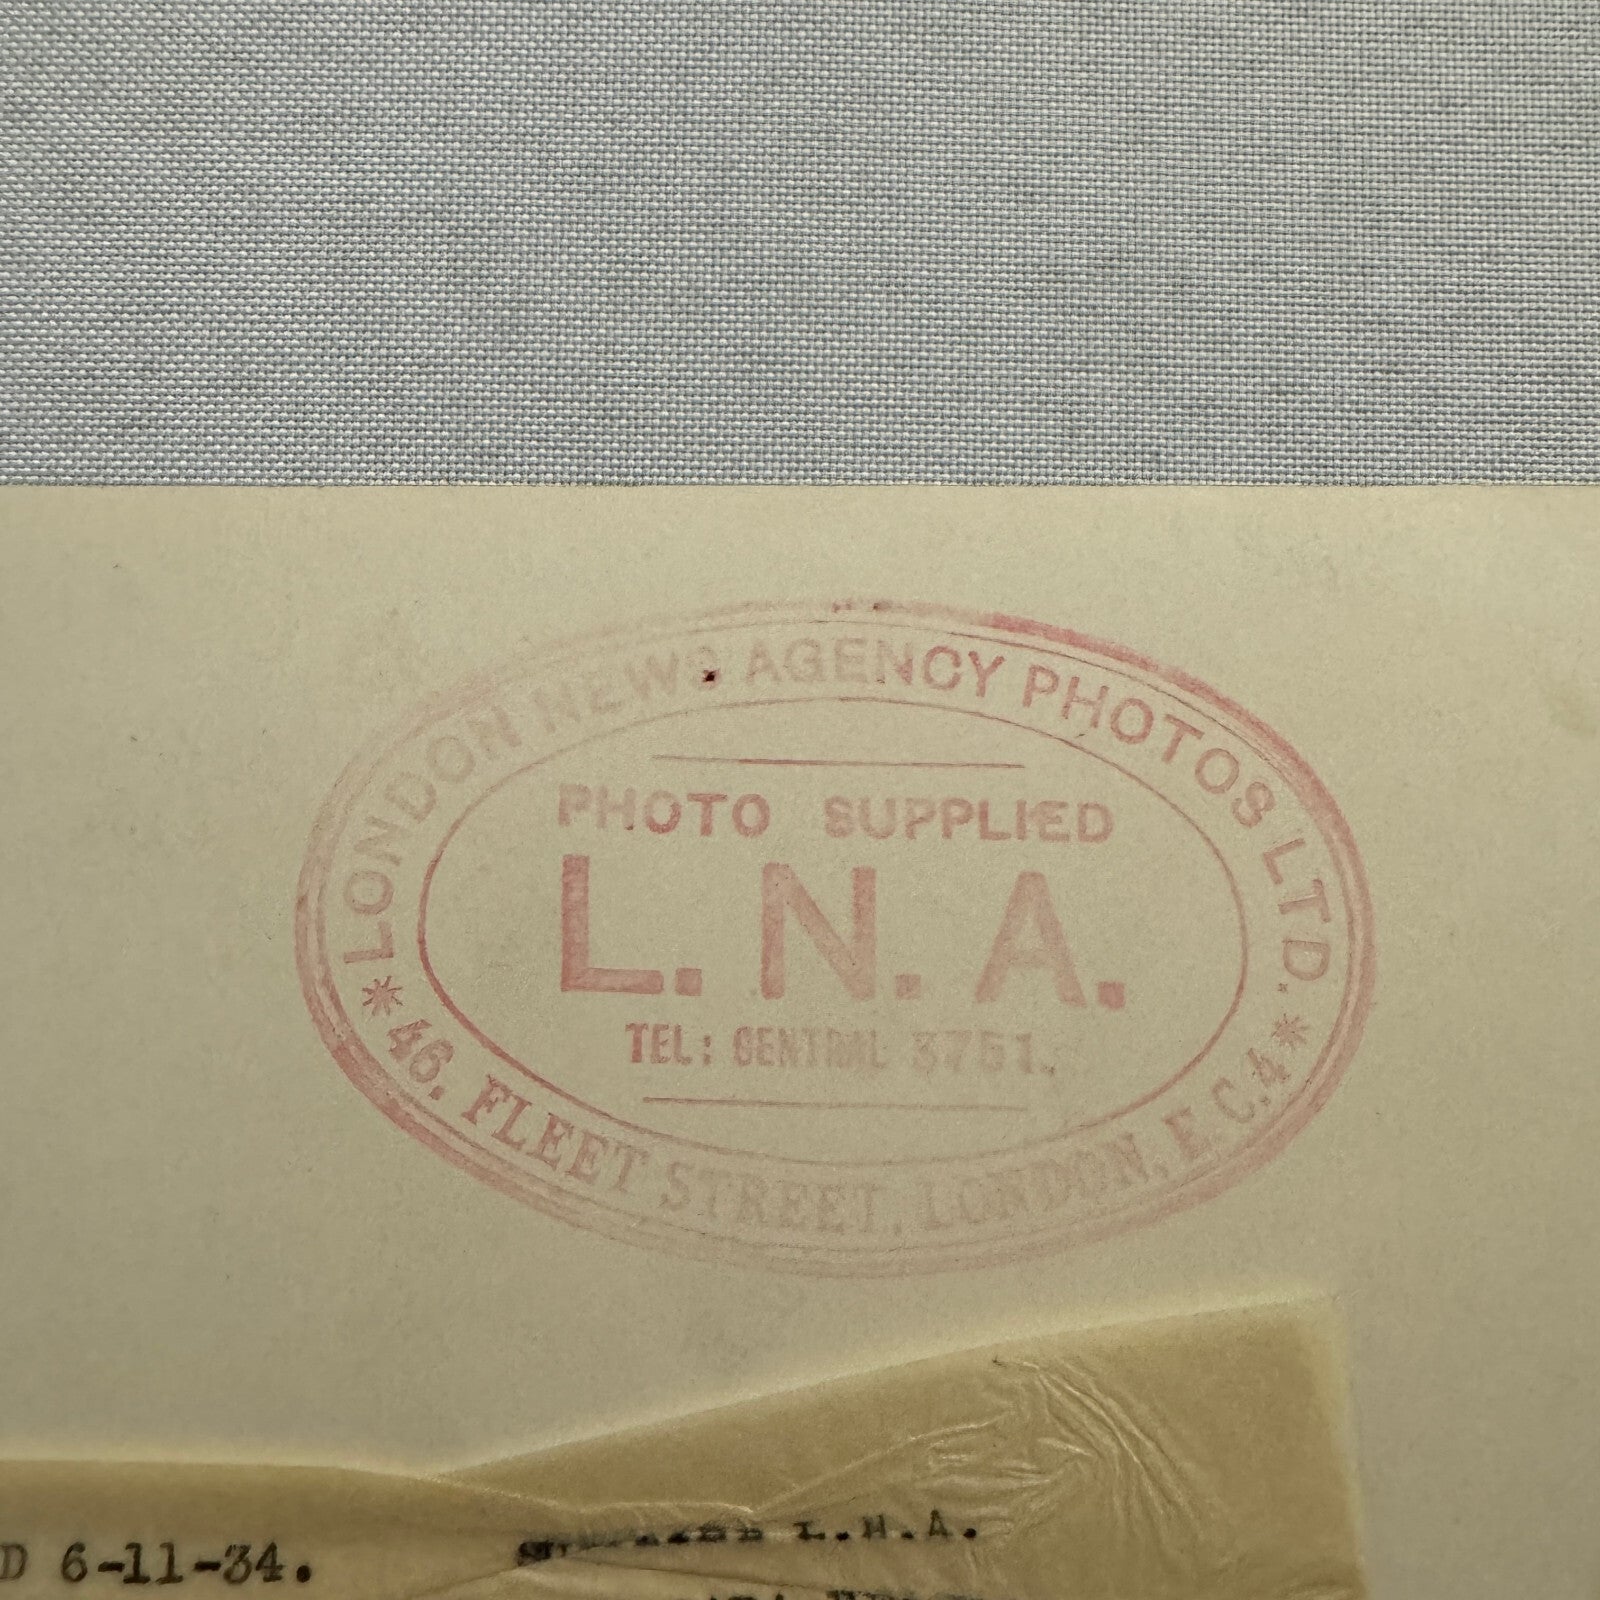 LONDON NEWS AGENCY PHOTOS LTD.
PHOTO SUPPLIED
L.N.A.
TEL: CENTRAL 3751.
46, FLEET STREET, LONDON, E.C.4
D 6-11-34.
L.N.A.